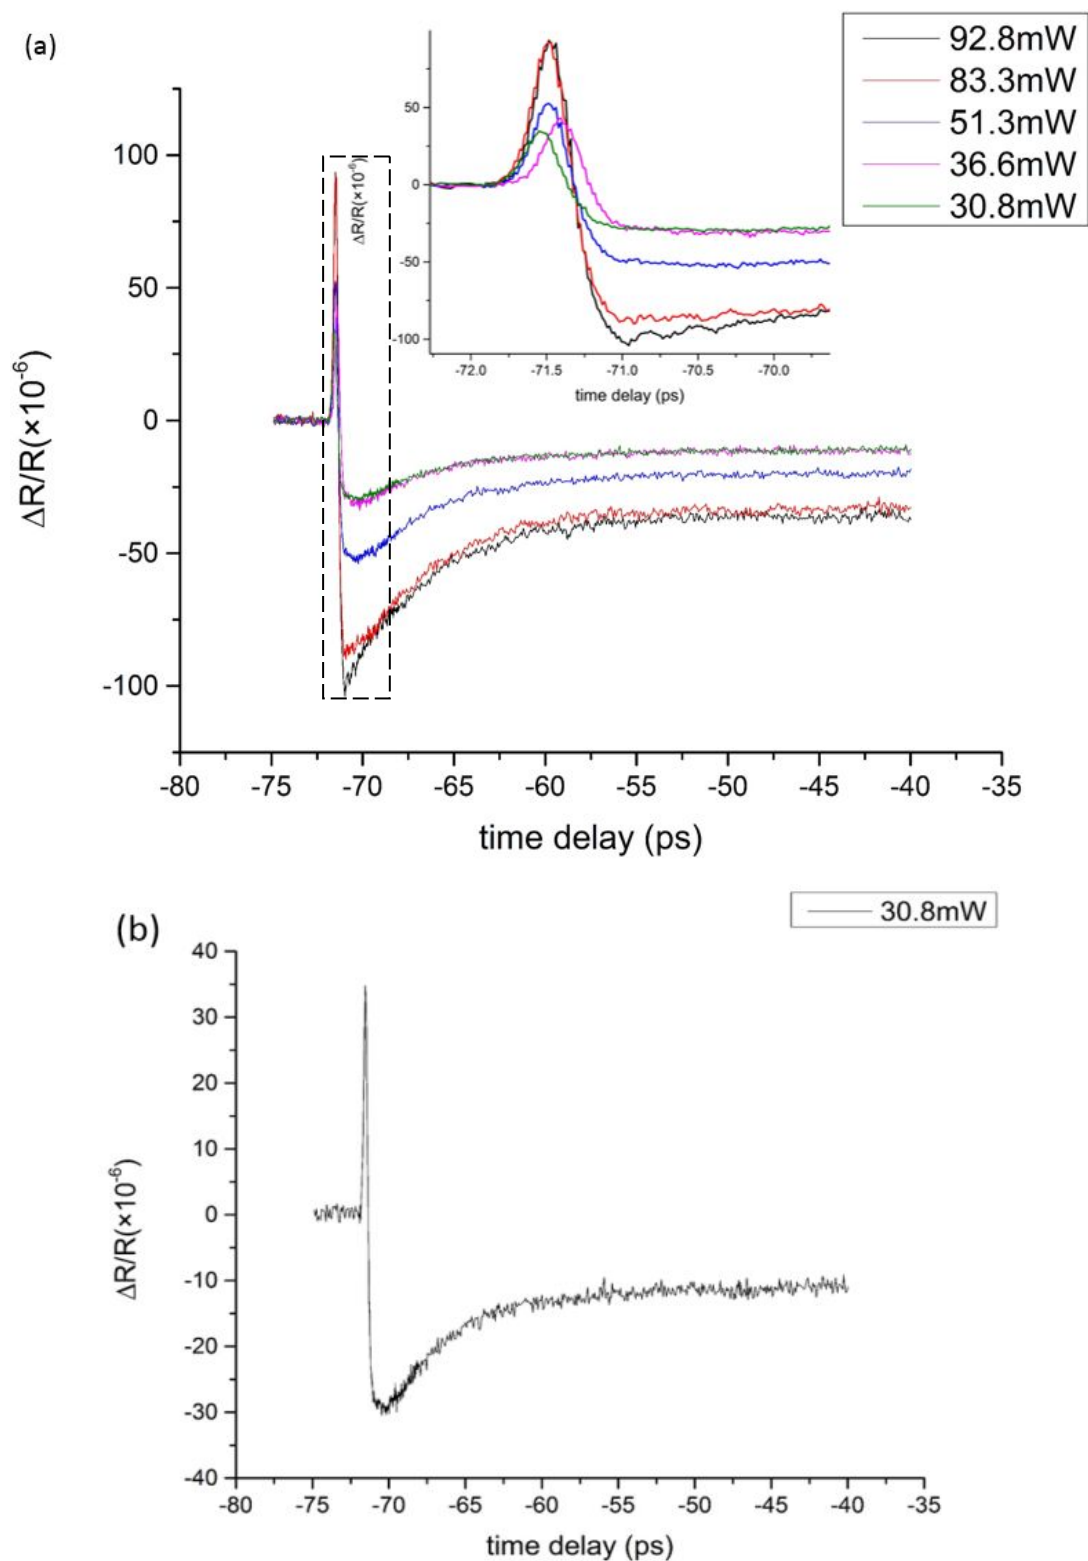 (a)
92.8mW
83.3mW
51.3mW
36.6mW
30.8mW
ΔR/R(×10⁻⁶)
50
0
-50
-100
-72.0 -71.5 -71.0 -70.5 -70.0
time delay (ps)
100
50
0
-50
-100
ΔR/R(×10⁻⁶)
-80 -75 -70 -65 -60 -55 -50 -45 -40 -35
time delay (ps)
(b)
30.8mW
40
30
20
10
0
-10
-20
-30
-40
ΔR/R(×10⁻⁶)
-80 -75 -70 -65 -60 -55 -50 -45 -40 -35
time delay (ps)